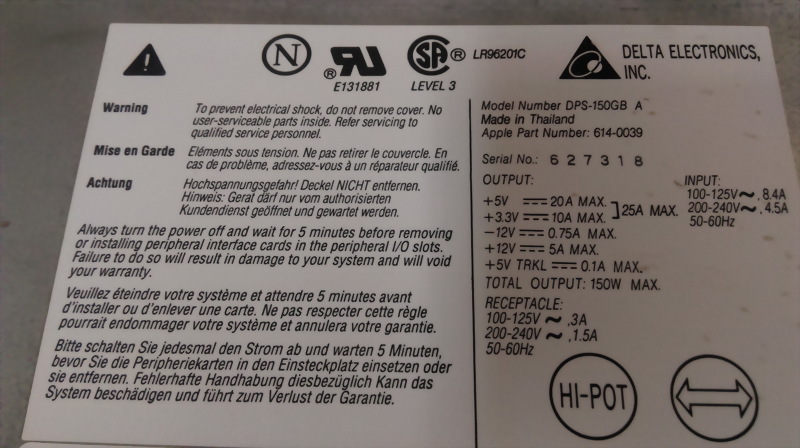 N
E131881
LEVEL 3
LR96201C
DELTA ELECTRONICS,
INC.
Warning
To prevent electrical shock, do not remove cover. No
user-serviceable parts inside. Refer servicing to
qualified service personnel.
Mise en Garde
Eléments sous tension. Ne pas retirer le couvercle. En
cas de problème, adressez-vous à un réparateur qualifié.
Achtung
Hochspannungsgefahr! Deckel NICHT entfernen.
Hinweis: Gerat därf nur vom authorisierten
Kundendienst geöffnet und gewartet werden.
Always turn the power off and wait for 5 minutes before removing
or installing peripheral interface cards in the peripheral I/O slots.
Failure to do so will result in damage to your system and will void
your warranty.
Veuillez éteindre votre système et attendre 5 minutes avant
d'installer ou d'enlever une carte. Ne pas respecter cette règle
pourrait endommager votre système et annulera votre garantie.
Bitte schalten Sie jedesmal den Strom ab und warten 5 Minuten,
bevor Sie die Peripheriekarten in den Einsteckplatz einsetzen oder
sie entfernen. Fehlerhafte Handhabung diesbezüglich Kann das
System beschädigen und führt zum Verlust der Garantie.
Model Number DPS-150GB A
Made in Thailand
Apple Part Number: 614-0039
Serial No.: 627318
OUTPUT:
+5V ⎓ 20A MAX.
+3.3V ⎓ 10A MAX. ]25A MAX.
-12V ⎓ 0.75A MAX.
+12V ⎓ 5A MAX.
+5V TRKL ⎓ 0.1A MAX.
TOTAL OUTPUT: 150W MAX.
INPUT:
100-125V~, 8.4A
200-240V~, 4.5A
50-60Hz
RECEPTACLE:
100-125V ~ ,3A
200-240V ~ ,1.5A
50-60Hz
HI-POT